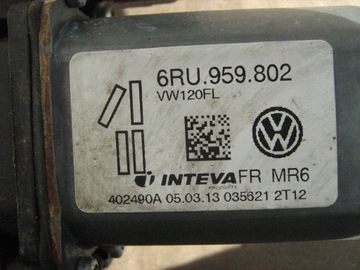 6RU.959.802
VW120FL
INTEVA FR MR6
402490A 05.03.13 035621 2T12